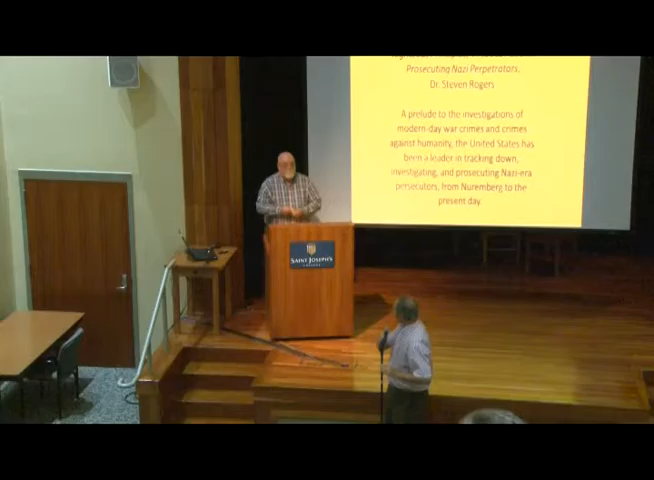 Prosecuting Nazi Perpetrators,
Dr. Steven Rogers
A prelude to the investigations of
modern-day war crimes and crimes
against humanity, the United States has
been a leader in tracking down,
investigating, and prosecuting Nazi-era
persecutors, from Nuremberg to the
present day.
SAINT JOSEPH'S